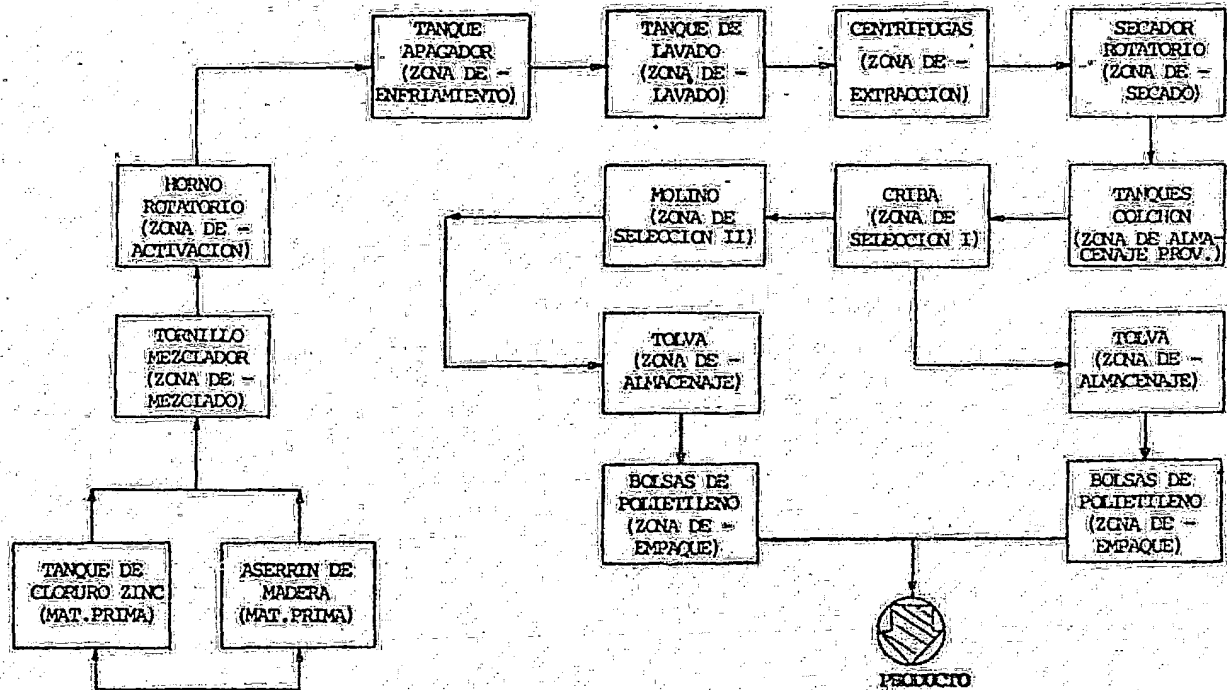 TANQUE
APAGADOR
(ZONA DE -
ENFRIAMIENTO)
TANQUE DE
LAVADO
(ZONA DE -
LAVADO)
CENTRIFUGAS
(ZONA DE -
EXTRACCION)
SECADOR
ROTATORIO
(ZONA DE -
SECADO)
HORNO
ROTATORIO
(ZONA DE -
ACTIVACION)
MOLINO
(ZONA DE
SELECCION II)
CRIBA
(ZONA DE
SELECCION I)
TANQUES
COLCHON
(ZONA DE ALMA-
CENAJE PROV.)
TORNILLO
MEZCLADOR
(ZONA DE -
MEZCLADO)
TOLVA
(ZONA DE -
ALMACENAJE)
TOLVA
(ZONA DE -
ALMACENAJE)
BOLSAS DE
POLIETILENO
(ZONA DE -
EMPAQUE)
BOLSAS DE
POLIETILENO
(ZONA DE -
EMPAQUE)
TANQUE DE
CLORURO ZINC
(MAT.PRIMA)
ASERRIN DE
MADERA
(MAT.PRIMA)
PRODUCTO